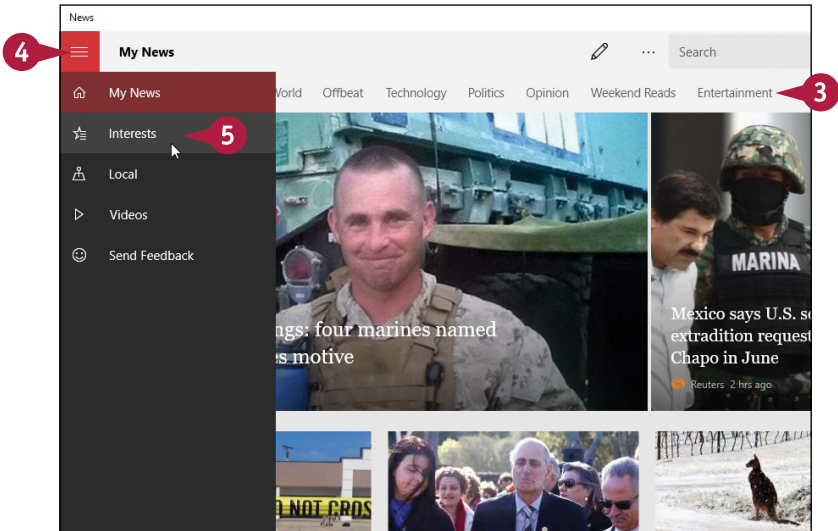 News
4
My News
Search
My News
World Offbeat Technology Politics Opinion Weekend Reads Entertainment
3
Interests
5
Local
Videos
Send Feedback
MARINA
ngs: four marines named
s motive
Mexico says U.S. s
extradition request
Chapo in June
Reuters 2 hrs ago
NOT CROS